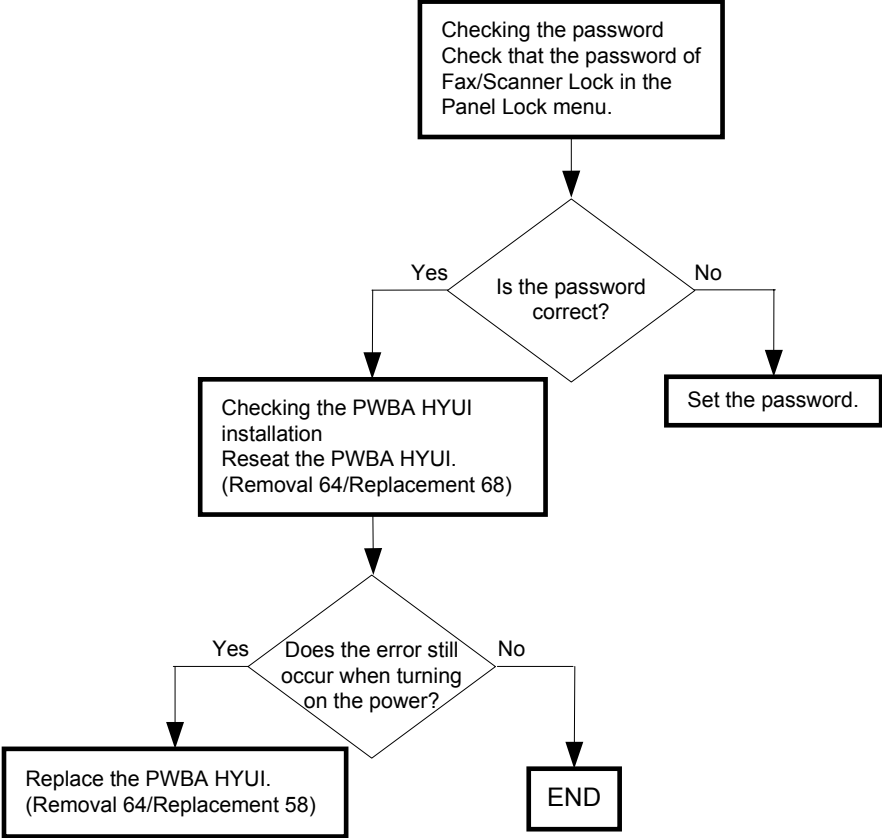 Checking the password
Check that the password of
Fax/Scanner Lock in the
Panel Lock menu.
Yes
No
Is the password
correct?
Checking the PWBA HYUI
installation
Reseat the PWBA HYUI.
(Removal 64/Replacement 68)
Set the password.
Yes
No
Does the error still
occur when turning
on the power?
Replace the PWBA HYUI.
(Removal 64/Replacement 58)
END